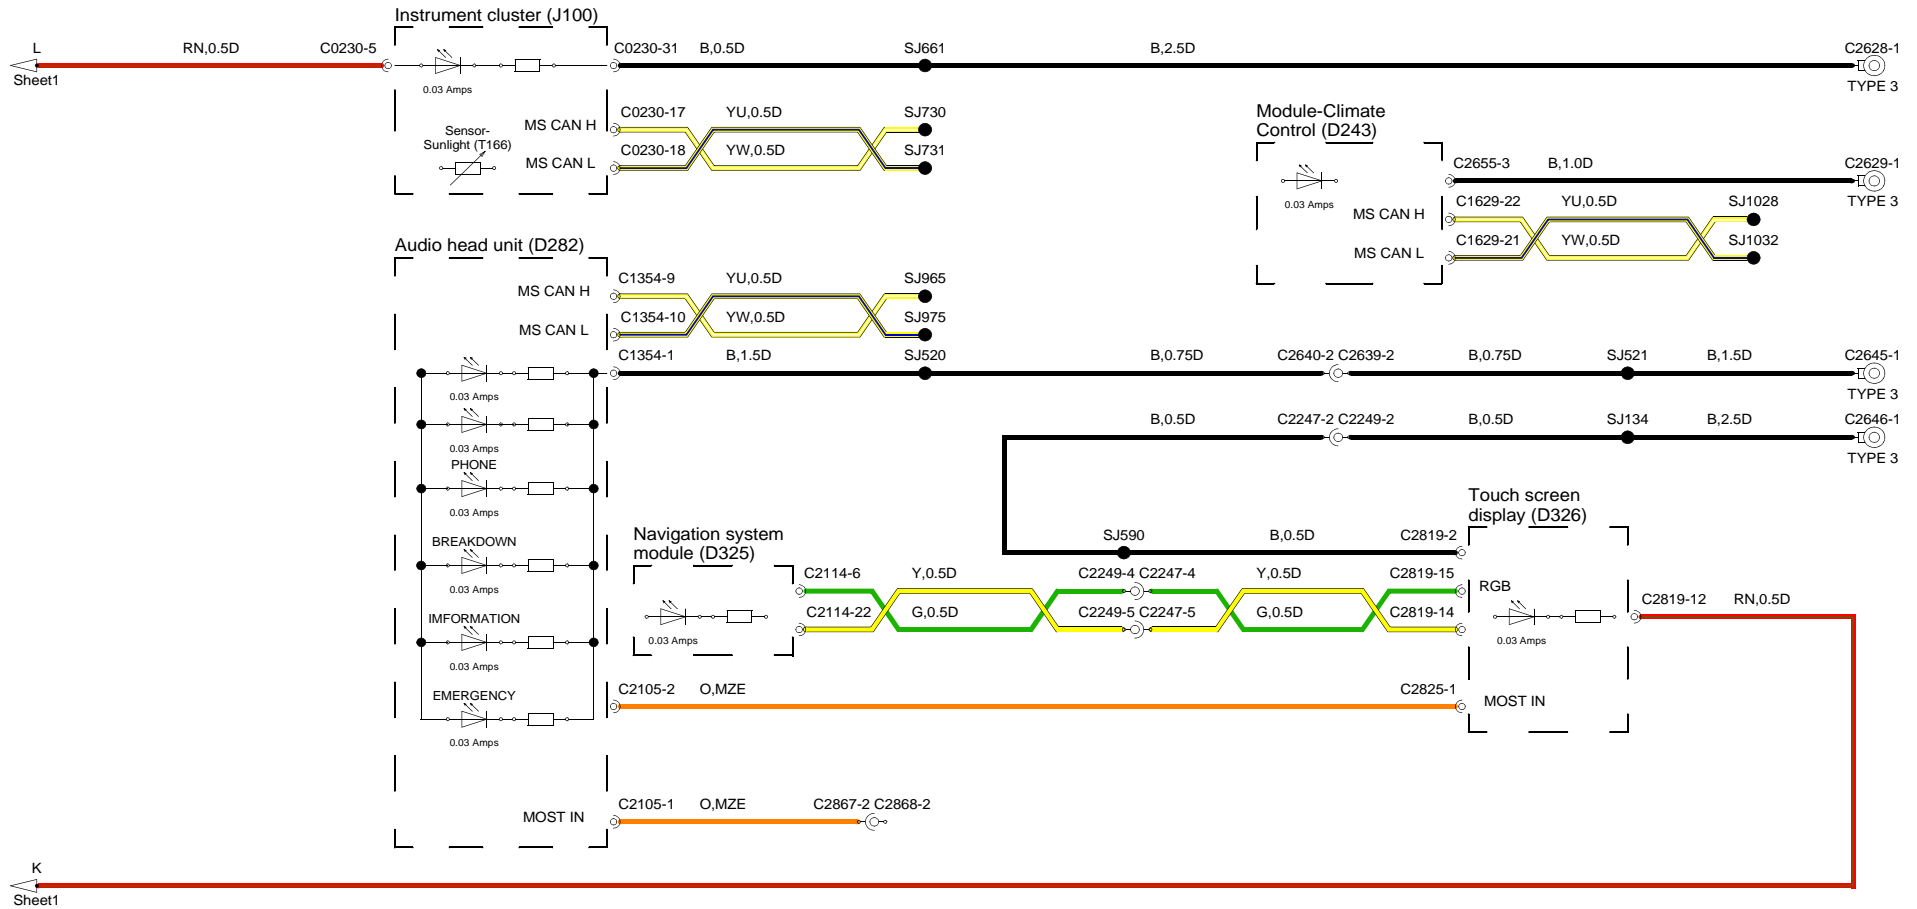 Instrument cluster (J100)
L
RN,0.5D
C0230-5
C0230-31
B,0.5D
SJ661
B,2.5D
C2628-1
Sheet1
TYPE 3
0.03 Amps
C0230-17
YU,0.5D
SJ730
MS CAN H
Sensor-
Sunlight (T166)
C0230-18
YW,0.5D
SJ731
MS CAN L
Module-Climate
Control (D243)
C2655-3
B,1.0D
C2629-1
TYPE 3
0.03 Amps
C1629-22
YU,0.5D
SJ1028
MS CAN H
C1629-21
YW,0.5D
SJ1032
MS CAN L
Audio head unit (D282)
C1354-9
YU,0.5D
SJ965
MS CAN H
C1354-10
YW,0.5D
SJ975
MS CAN L
C1354-1
B,1.5D
SJ520
B,0.75D
C2640-2 C2639-2
B,0.75D
SJ521
B,1.5D
C2645-1
TYPE 3
0.03 Amps
B,0.5D
C2247-2 C2249-2
B,0.5D
SJ134
B,2.5D
C2646-1
TYPE 3
0.03 Amps
PHONE
0.03 Amps
BREAKDOWN
0.03 Amps
IMFORMATION
0.03 Amps
EMERGENCY
0.03 Amps
Navigation system
module (D325)
0.03 Amps
Touch screen
display (D326)
SJ590
B,0.5D
C2819-2
C2114-6
Y,0.5D
C2249-4 C2247-4
Y,0.5D
C2819-15
RGB
C2114-22
G,0.5D
C2249-5 C2247-5
G,0.5D
C2819-14
0.03 Amps
C2819-12
RN,0.5D
C2105-2
O,MZE
C2825-1
MOST IN
C2105-1
O,MZE
C2867-2 C2868-2
MOST IN
K
Sheet1